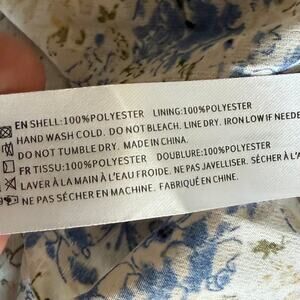 EN SHELL:100%POLYESTER LINING:100%POLYESTER
HAND WASH COLD. DO NOT BLEACH. LINE DRY. IRON LOW IF NEEDE
DO NOT TUMBLE DRY. MADE IN CHINA.
FR TISSU:100% POLYESTER DOUBLURE:100%POLYESTER
LAVER À LA MAIN À L'EAU FROIDE. NE PAS JAVELLISER. SÉCHER À L'A
NE PAS SÉCHER EN MACHINE. FABRIQUÉ EN CHINE.